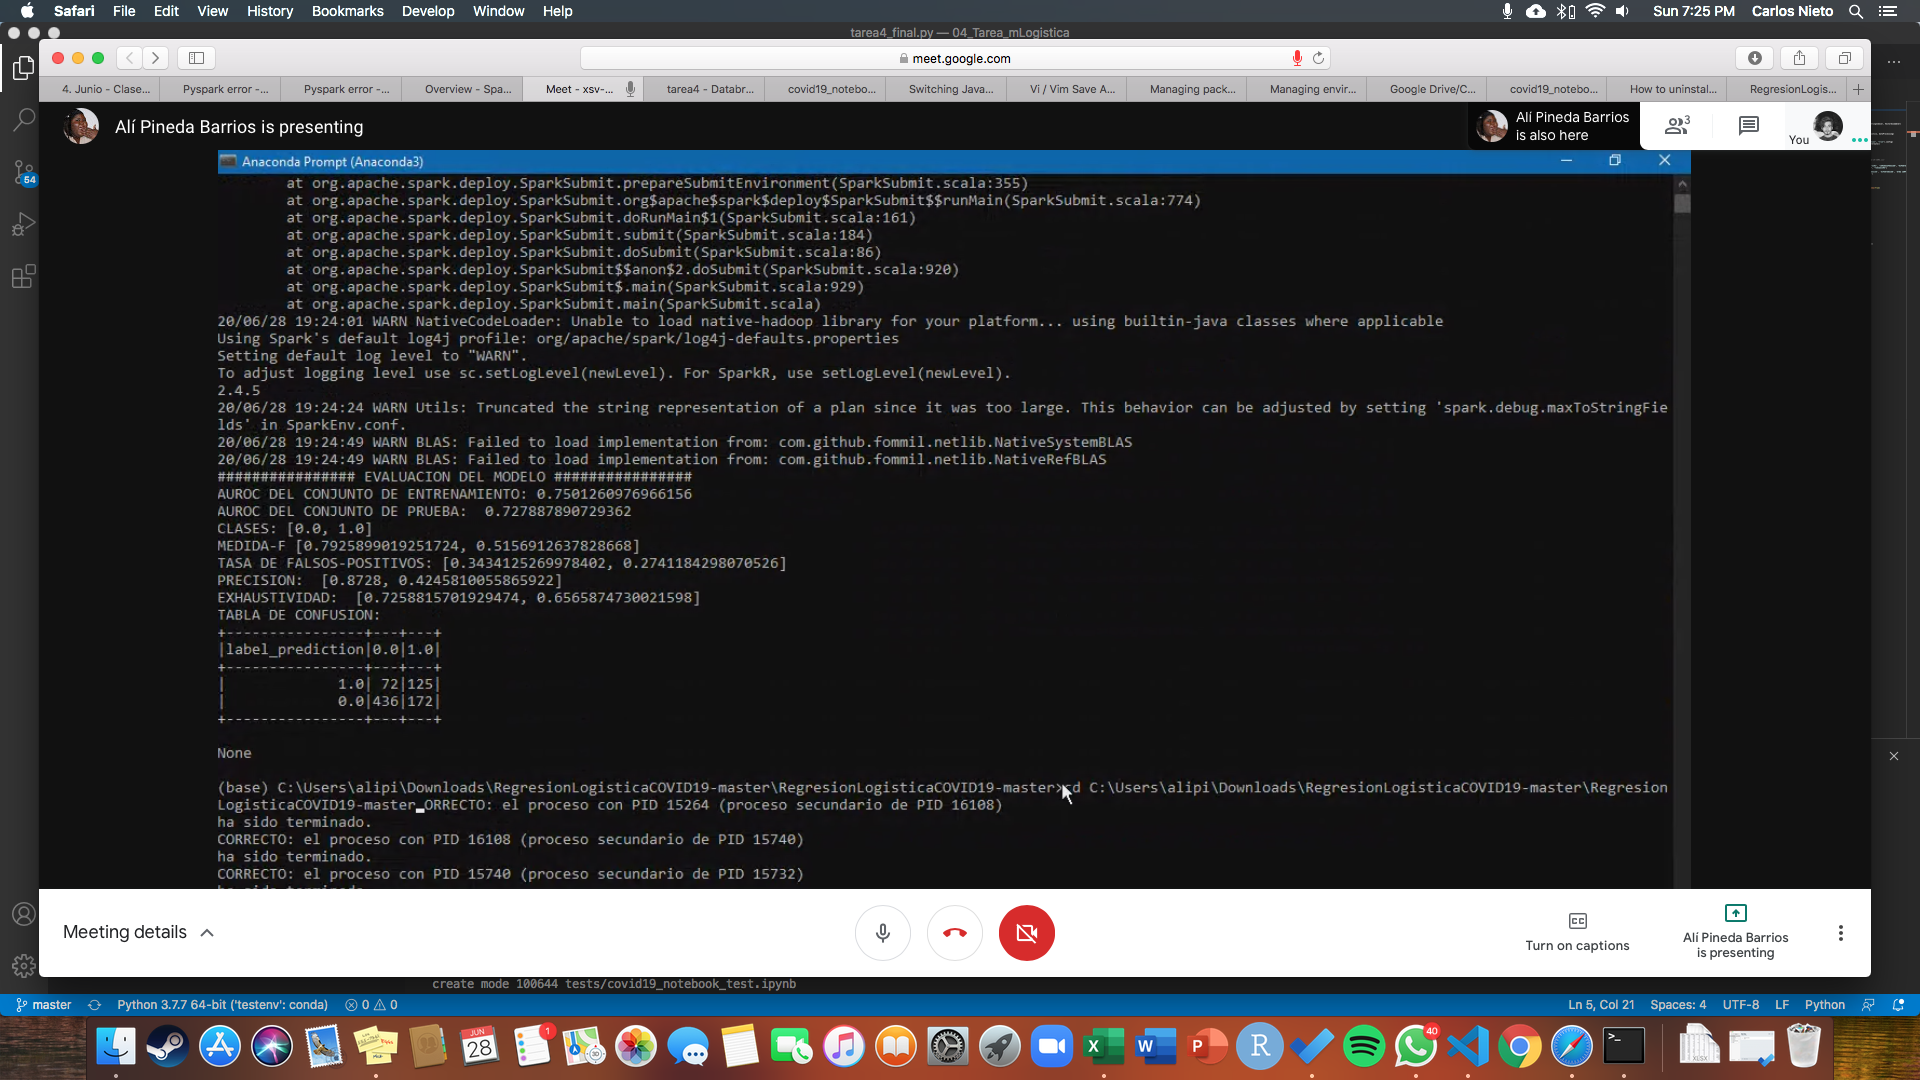 Safari File Edit View History Bookmarks Develop Window Help Sun 7:25 PM Carlos Nieto
tarea4_final.py — 04_Tarea_mLogistica
meet.google.com
4. Junio - Clase... Pyspark error -... Pyspark error -... Overview - Spa... Meet - xsv-... tarea4 - Databr... covid19_notebo... Switching Java... Vi / Vim Save A... Managing pack... Managing envir... Google Drive/C... covid19_notebo... How to uninstal... RegresionLogis...
Alí Pineda Barrios is presenting
Alí Pineda Barrios
is also here
3
You
Anaconda Prompt (Anaconda3)
at org.apache.spark.deploy.SparkSubmit.prepareSubmitEnvironment(SparkSubmit.scala:355)
at org.apache.spark.deploy.SparkSubmit.org$apache$spark$deploy$SparkSubmit$$runMain(SparkSubmit.scala:774)
at org.apache.spark.deploy.SparkSubmit.doRunMain$1(SparkSubmit.scala:161)
at org.apache.spark.deploy.SparkSubmit.submit(SparkSubmit.scala:184)
at org.apache.spark.deploy.SparkSubmit.doSubmit(SparkSubmit.scala:86)
at org.apache.spark.deploy.SparkSubmit$$anon$2.doSubmit(SparkSubmit.scala:920)
at org.apache.spark.deploy.SparkSubmit$.main(SparkSubmit.scala:929)
at org.apache.spark.deploy.SparkSubmit.main(SparkSubmit.scala)
20/06/28 19:24:01 WARN NativeCodeLoader: Unable to load native-hadoop library for your platform... using builtin-java classes where applicable
Using Spark's default log4j profile: org/apache/spark/log4j-defaults.properties
Setting default log level to "WARN".
To adjust logging level use sc.setLogLevel(newLevel). For SparkR, use setLogLevel(newLevel).
2.4.5
20/06/28 19:24:24 WARN Utils: Truncated the string representation of a plan since it was too large. This behavior can be adjusted by setting 'spark.debug.maxToStringFie
lds' in SparkEnv.conf.
20/06/28 19:24:49 WARN BLAS: Failed to load implementation from: com.github.fommil.netlib.NativeSystemBLAS
20/06/28 19:24:49 WARN BLAS: Failed to load implementation from: com.github.fommil.netlib.NativeRefBLAS
################ EVALUACION DEL MODELO ################
AUROC DEL CONJUNTO DE ENTRENAMIENTO: 0.7501260976966156
AUROC DEL CONJUNTO DE PRUEBA:  0.727887890729362
CLASES: [0.0, 1.0]
MEDIDA-F [0.7925899019251724, 0.5156912637828668]
TASA DE FALSOS-POSITIVOS: [0.3434125269978402, 0.2741184298070526]
PRECISION:  [0.8728, 0.4245810055865922]
EXHAUSTIVIDAD:  [0.7258815701929474, 0.6565874730021598]
TABLA DE CONFUSION:
+----------------+---+---+
|label_prediction|0.0|1.0|
+----------------+---+---+
|             1.0| 72|125|
|             0.0|436|172|
+----------------+---+---+
None
(base) C:\Users\alipi\Downloads\RegresionLogisticaCOVID19-master\RegresionLogisticaCOVID19-master>cd C:\Users\alipi\Downloads\RegresionLogisticaCOVID19-master\Regresion
LogisticaCOVID19-master_ORRECTO: el proceso con PID 15264 (proceso secundario de PID 16108)
ha sido terminado.
CORRECTO: el proceso con PID 16108 (proceso secundario de PID 15740)
ha sido terminado.
CORRECTO: el proceso con PID 15740 (proceso secundario de PID 15732)
Meeting details
Turn on captions
Alí Pineda Barrios
is presenting
54
create mode 100644 tests/covid19_notebook_test.ipynb
master Python 3.7.7 64-bit ('testenv': conda) 0 0 Ln 5, Col 21 Spaces: 4 UTF-8 LF Python
JUN
28
1
40